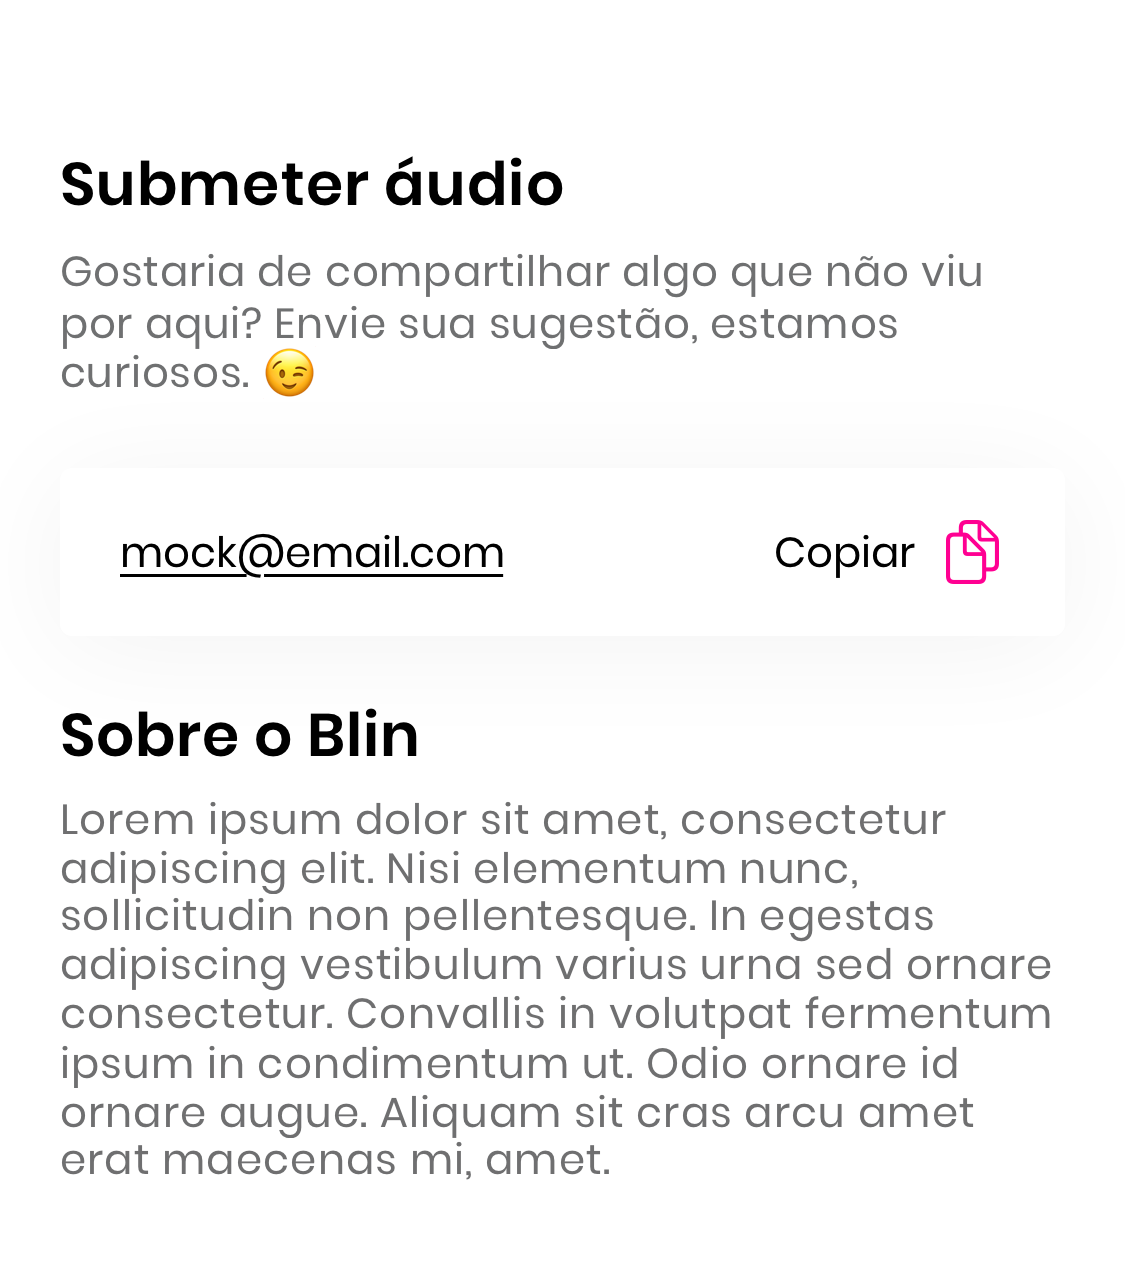 Submeter áudio
Gostaria de compartilhar algo que não viu
por aqui? Envie sua sugestão, estamos
curiosos. 😉
mock@email.com
Copiar
Sobre o Blin
Lorem ipsum dolor sit amet, consectetur
adipiscing elit. Nisi elementum nunc,
sollicitudin non pellentesque. In egestas
adipiscing vestibulum varius urna sed ornare
consectetur. Convallis in volutpat fermentum
ipsum in condimentum ut. Odio ornare id
ornare augue. Aliquam sit cras arcu amet
erat maecenas mi, amet.